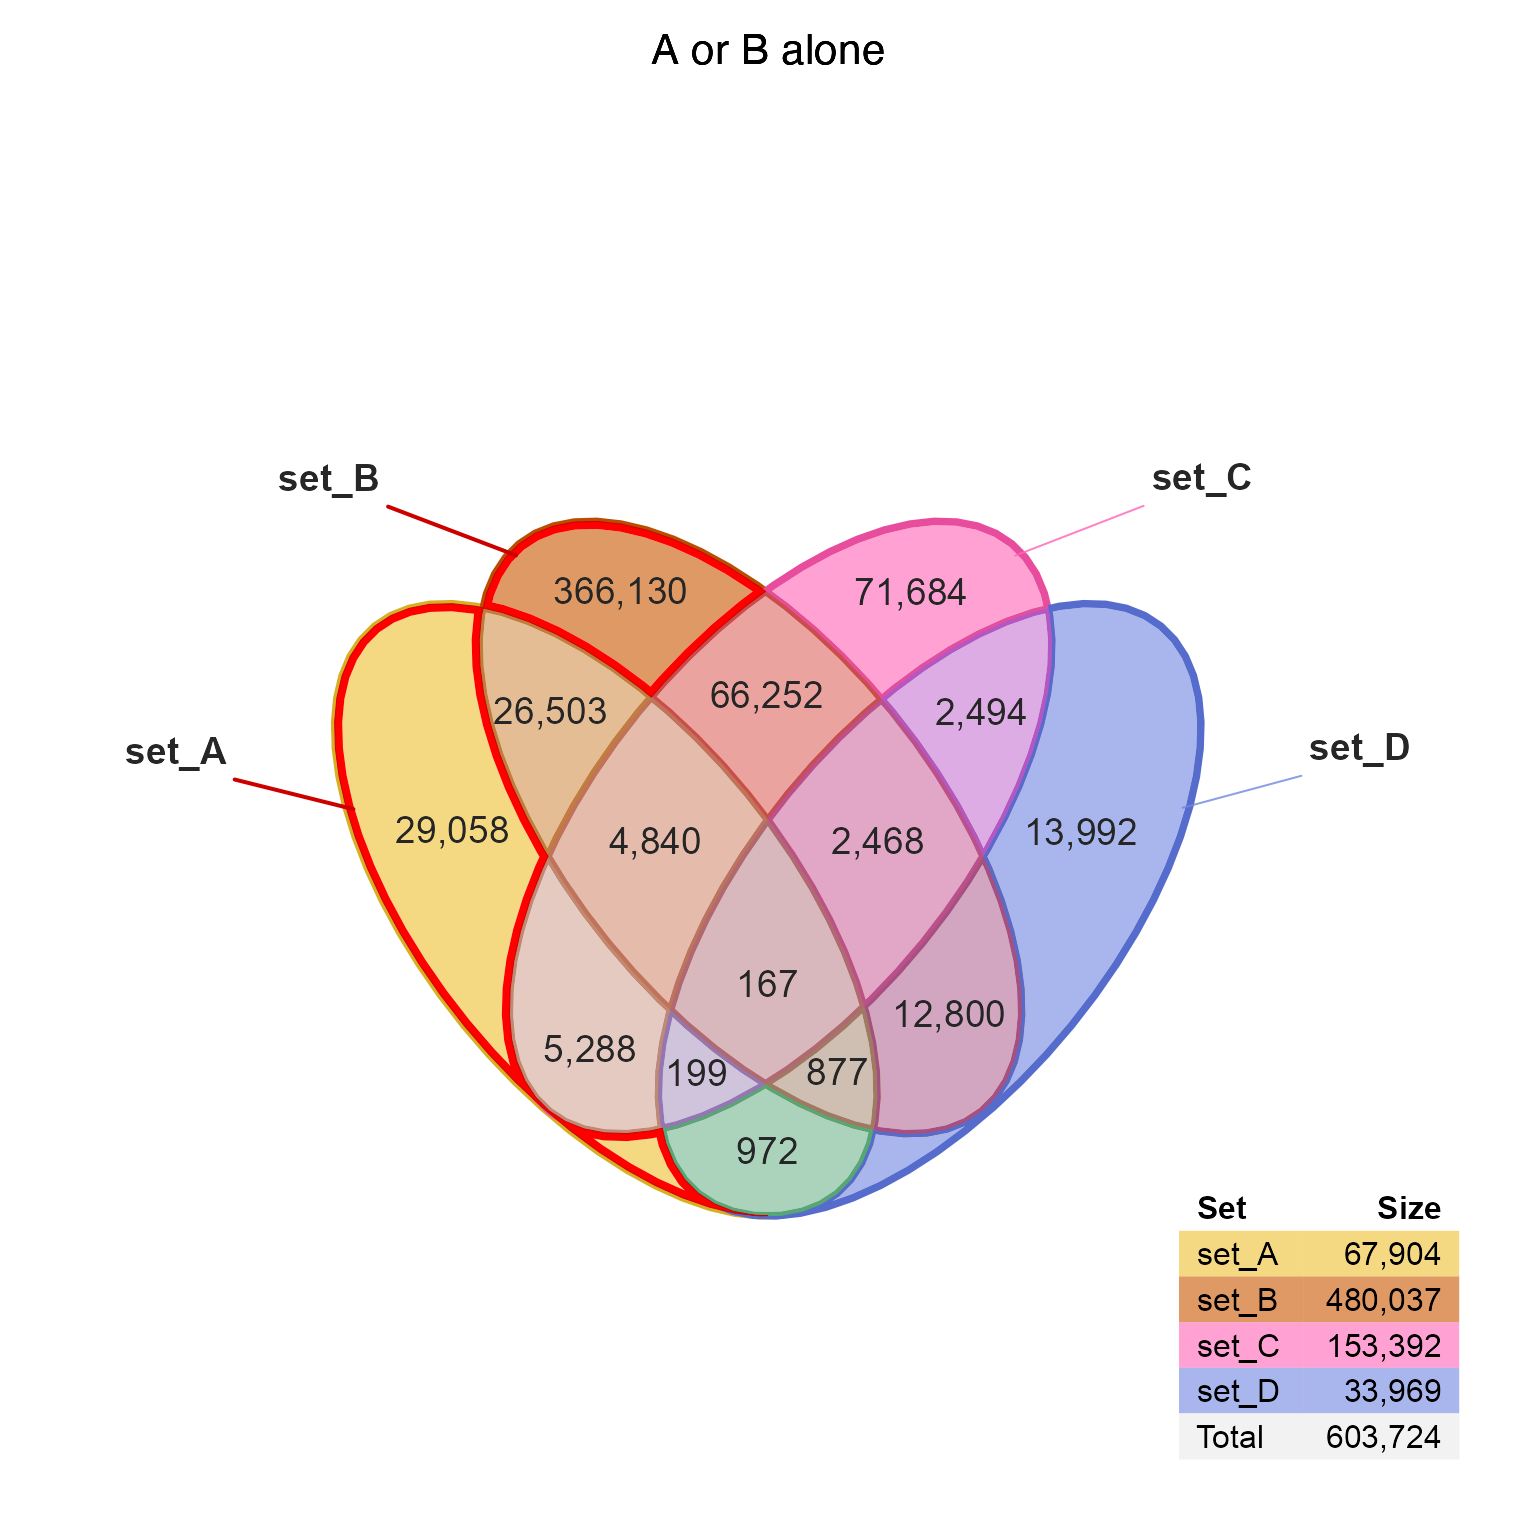 A or B alone
set_B
set_C
366,130
71,684
26,503
66,252
2,494
set_A
set_D
29,058
4,840
2,468
13,992
167
12,800
5,288
199
877
972
Set Size
set_A 67,904
set_B 480,037
set_C 153,392
set_D 33,969
Total 603,724